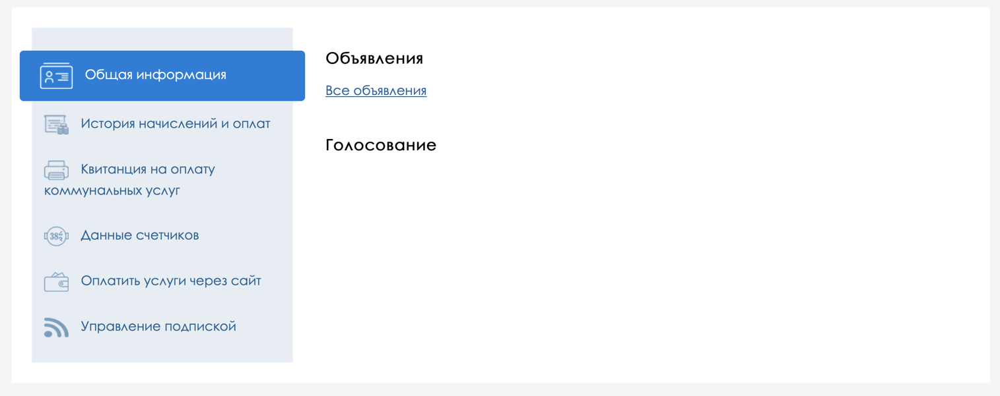 Общая информация
История начислений и оплат
Квитанция на оплату
коммунальных услуг
Данные счетчиков
Оплатить услуги через сайт
Управление подпиской
Объявления
Все объявления
Голосование